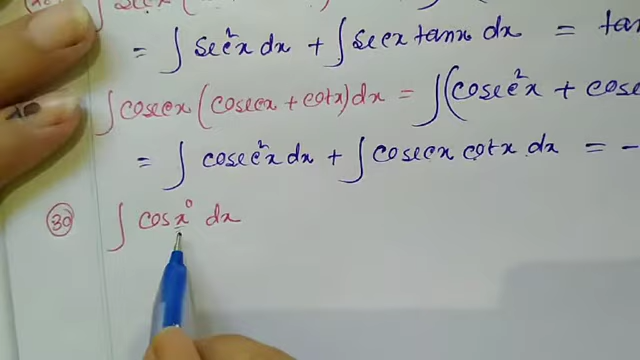 = ∫ sec²x dx + ∫ secx tanx dx = tan
∫ cosecx (cosecx + cotx) dx = ∫ (cosec²x + cose
= ∫ cosec²x dx + ∫ cosecx cotx dx = -
(30) ∫ cosx° dx